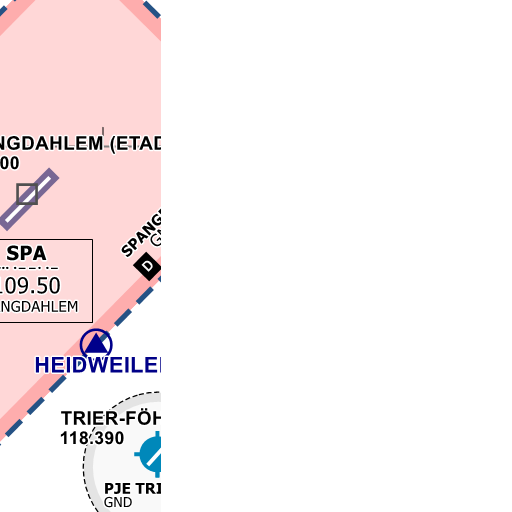 NGDAHLEM (ETAD
00
SPANG
D
SPA
109.50
NGDAHLEM
HEIDWEILE
TRIER-FÖH
118.390
PJE TRI
GND